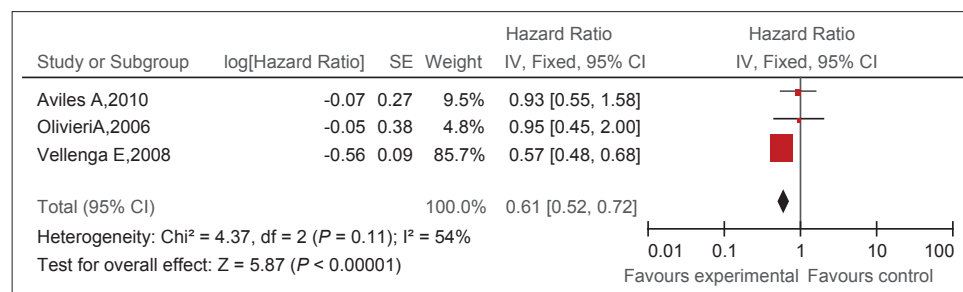 Hazard Ratio Hazard Ratio
Study or Subgroup log[Hazard Ratio] SE Weight IV, Fixed, 95% CI IV, Fixed, 95% CI
Aviles A,2010 -0.07 0.27 9.5% 0.93 [0.55, 1.58]
OlivieriA,2006 -0.05 0.38 4.8% 0.95 [0.45, 2.00]
Vellenga E,2008 -0.56 0.09 85.7% 0.57 [0.48, 0.68]
Total (95% CI) 100.0% 0.61 [0.52, 0.72]
Heterogeneity: Chi² = 4.37, df = 2 (P = 0.11); I² = 54%
0.01 0.1 1 10 100
Test for overall effect: Z = 5.87 (P < 0.00001)
Favours experimental Favours control